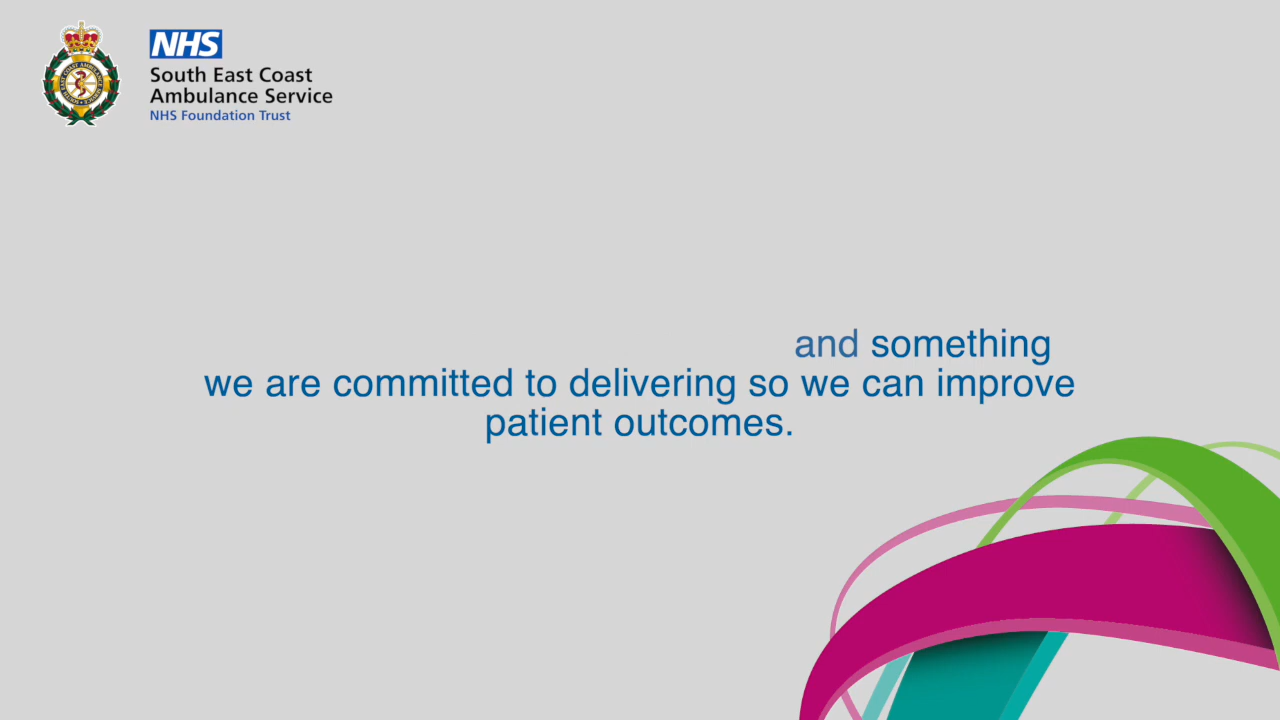 NHS
South East Coast
Ambulance Service
NHS Foundation Trust
and something
we are committed to delivering so we can improve
patient outcomes.